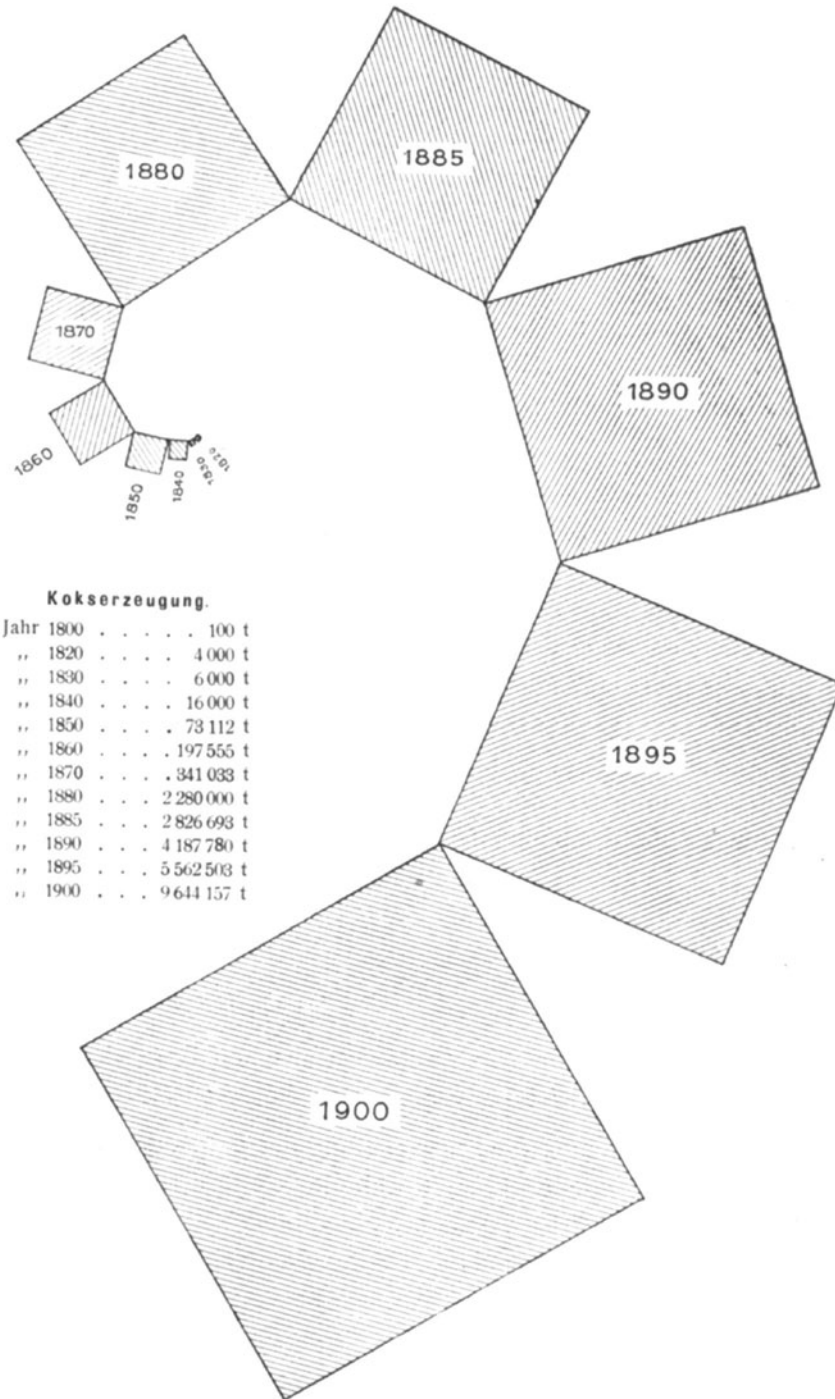 1880
1885
1870
1890
1860
1850
1840
1830
1820
1895
Kokserzeugung.
Jahr 1800 . . . . . 100 t
„ 1820 . . . . 4 000 t
„ 1830 . . . . 6 000 t
„ 1840 . . . . 16 000 t
„ 1850 . . . . 73 112 t
„ 1860 . . . . 197 555 t
„ 1870 . . . . 341 033 t
„ 1880 . . . 2 280 000 t
„ 1885 . . . 2 826 693 t
„ 1890 . . . 4 187 780 t
„ 1895 . . . 5 562 503 t
„ 1900 . . . 9 644 157 t
1900